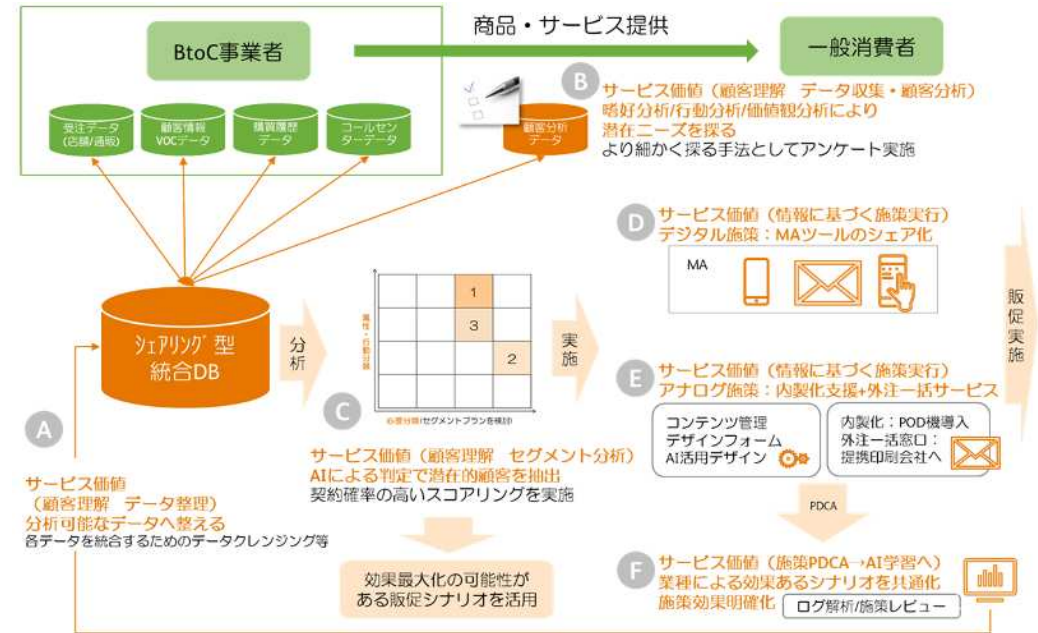 商品・サービス提供
BtoC事業者
一般消費者
受注データ
(店舗/通販)
顧客情報
VOCデータ
購買履歴
データ
コールセン
ターデータ
顧客分析
データ
B
サービス価値（顧客理解　データ収集・顧客分析）
嗜好分析/行動分析/価値観分析により
潜在ニーズを探る
より細かく探る手法としてアンケート実施
シェアリング型
統合DB
分析
属性・行動分類
1
3
2
心理分類/セグメントプランを検討
実施
D
サービス価値（情報に基づく施策実行）
デジタル施策：MAツールのシェア化
MA
販促実施
E
サービス価値（情報に基づく施策実行）
アナログ施策：内製化支援+外注一括サービス
コンテンツ管理
デザインフォーム
AI活用デザイン
内製化：POD機導入
外注一括窓口：
提携印刷会社へ
A
サービス価値
（顧客理解　データ整理）
分析可能なデータへ整える
各データを統合するためのデータクレンジング等
C
サービス価値（顧客理解　セグメント分析）
AIによる判定で潜在的顧客を抽出
契約確率の高いスコアリングを実施
効果最大化の可能性が
ある販促シナリオを活用
PDCA
F
サービス価値（施策PDCA→AI学習へ）
業種による効果あるシナリオを共通化
施策効果明確化
ログ解析/施策レビュー